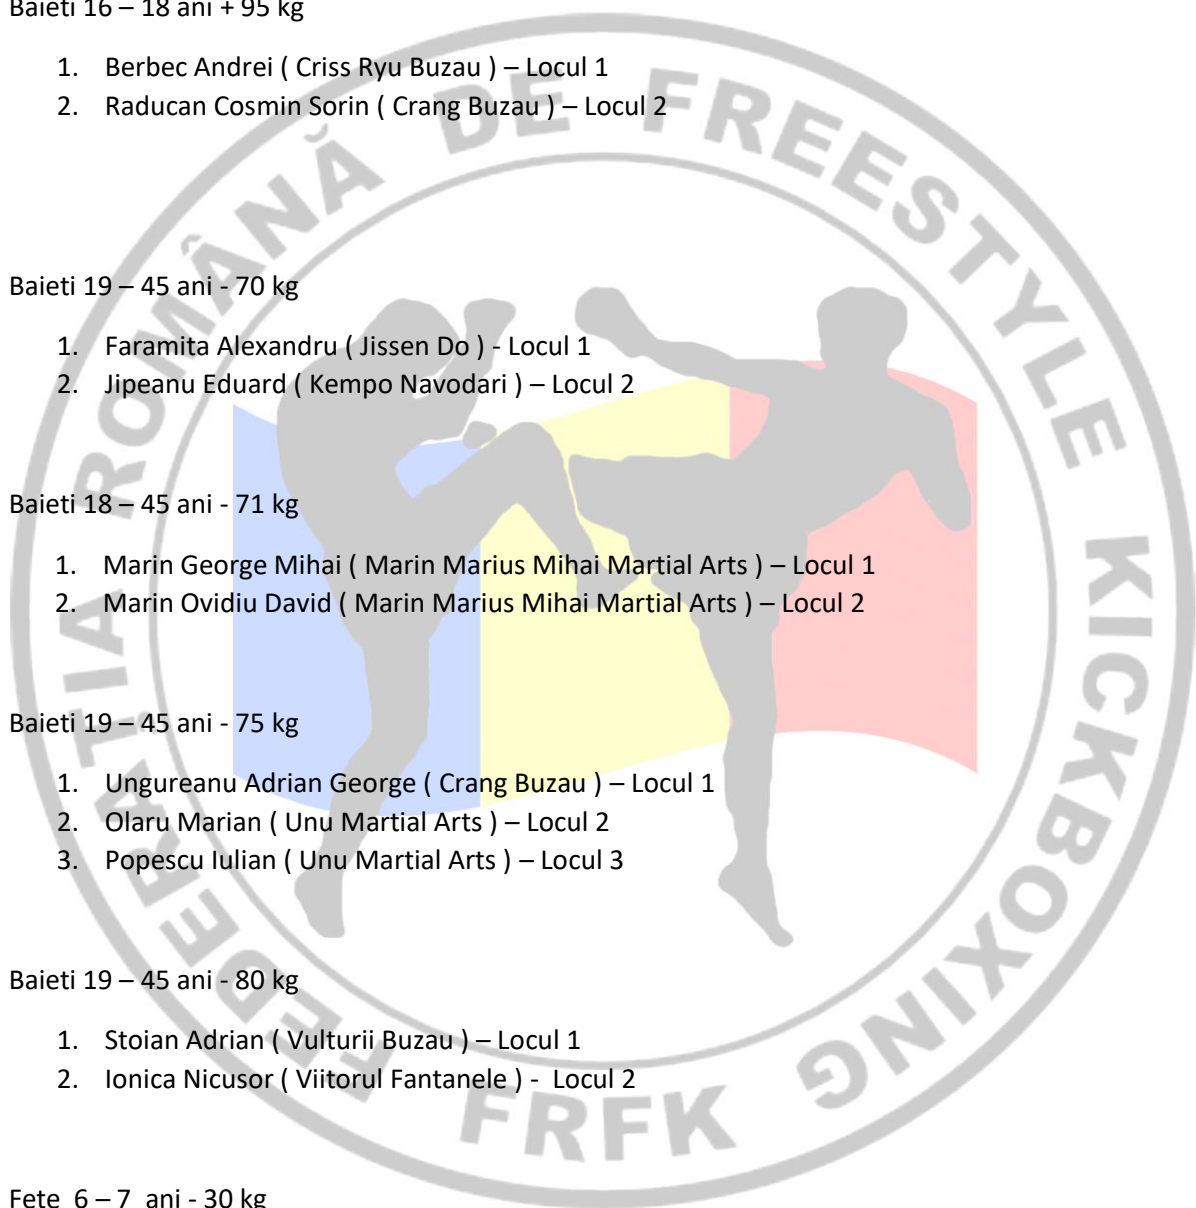 Baieti 16 – 18 ani + 95 kg
1. Berbec Andrei ( Criss Ryu Buzau ) – Locul 1
2. Raducan Cosmin Sorin ( Crang Buzau ) – Locul 2
Baieti 19 – 45 ani - 70 kg
1. Faramita Alexandru ( Jissen Do ) - Locul 1
2. Jipeanu Eduard ( Kempo Navodari ) – Locul 2
Baieti 18 – 45 ani - 71 kg
1. Marin George Mihai ( Marin Marius Mihai Martial Arts ) – Locul 1
2. Marin Ovidiu David ( Marin Marius Mihai Martial Arts ) – Locul 2
Baieti 19 – 45 ani - 75 kg
1. Ungureanu Adrian George ( Crang Buzau ) – Locul 1
2. Olaru Marian ( Unu Martial Arts ) – Locul 2
3. Popescu Iulian ( Unu Martial Arts ) – Locul 3
Baieti 19 – 45 ani - 80 kg
1. Stoian Adrian ( Vulturii Buzau ) – Locul 1
2. Ionica Nicusor ( Viitorul Fantanele ) - Locul 2
Fete 6 – 7 ani - 30 kg
FEDERAȚIA ROMÂNĂ DE FREESTYLE KICKBOXING
FRFK